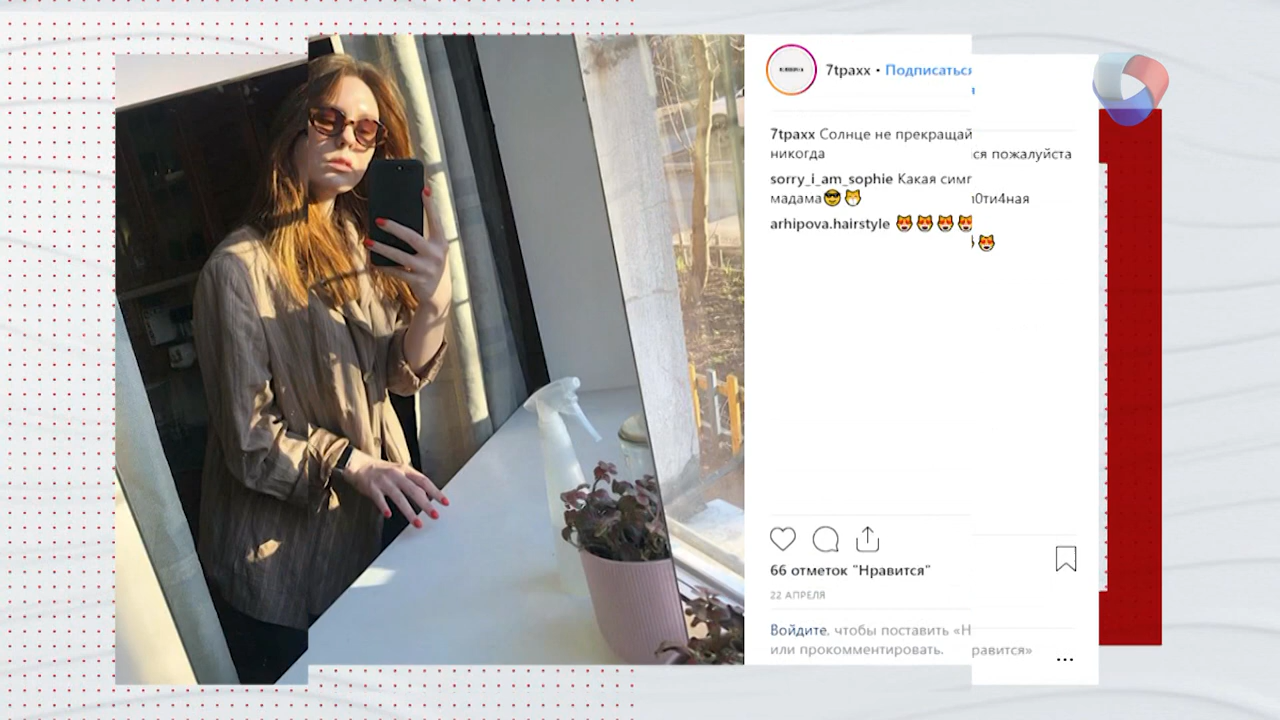 7tpaxx • Подписаться
7tpaxx Солнце не прекращай
никогда ся пожалуйста
sorry_i_am_sophie Какая симп
мадама😎😺 0ти4ная
arhipova.hairstyle 😻😻😻😻
😻
66 отметок "Нравится"
22 АПРЕЛЯ
Войдите, чтобы поставить «Н
или прокомментировать. равится»